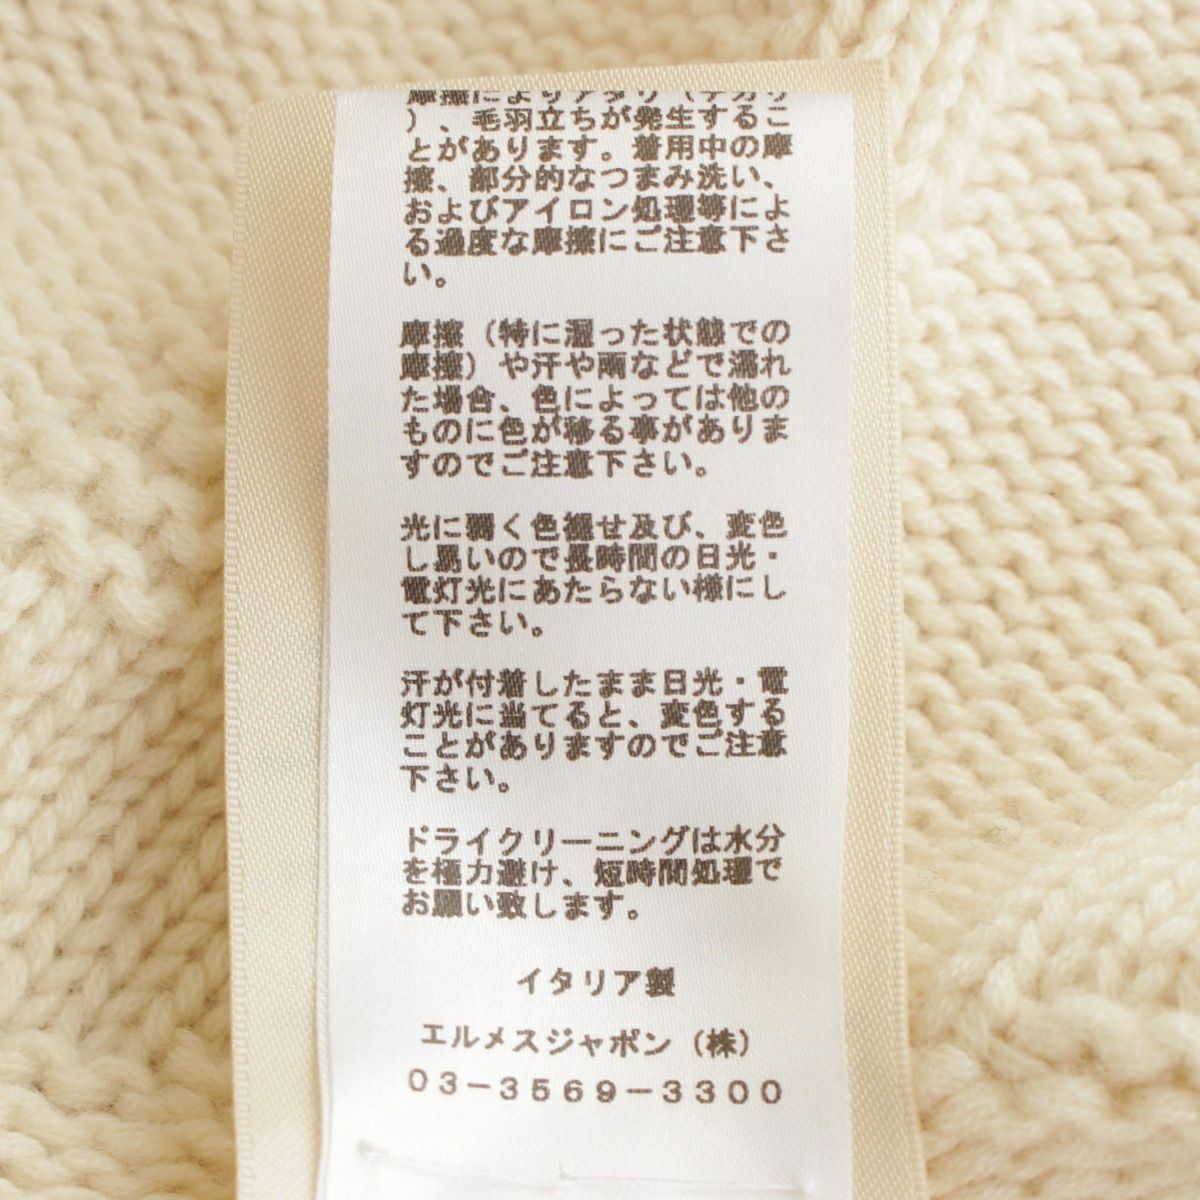 摩擦によりアタリ（テカリ
）、毛羽立ちが発生するこ
とがあります。着用中の摩
擦、部分的なつまみ洗い、
およびアイロン処理等によ
る過度な摩擦にご注意下さ
い。
摩擦（特に湿った状態での
摩擦）や汗や雨などで濡れ
た場合、色によっては他の
ものに色が移る事がありま
すのでご注意下さい。
光に弱く色褪せ及び、変色
し易いので長時間の日光・
電灯光にあたらない様にし
て下さい。
汗が付着したまま日光・電
灯光に当てると、変色する
ことがありますのでご注意
下さい。
ドライクリーニングは水分
を極力避け、短時間処理で
お願い致します。
イタリア製
エルメスジャポン（株）
０３－３５６９－３３００